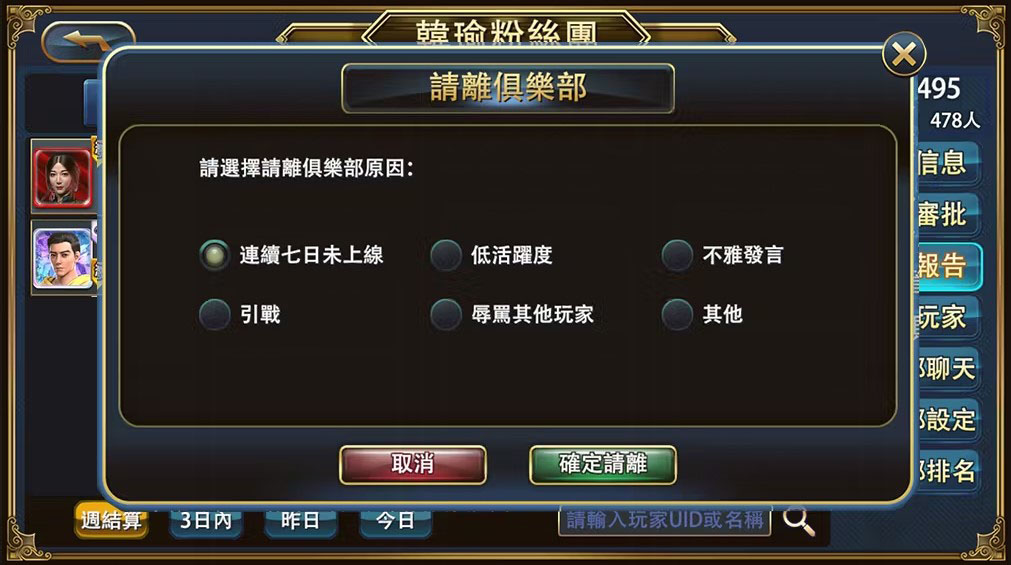 韓瑜粉絲團
請離俱樂部
495
478人
請選擇請離俱樂部原因：
連續七日未上線
低活躍度
不雅發言
引戰
辱罵其他玩家
其他
取消
確定請離
信息
審批
報告
玩家
聊天
設定
排名
週結算
3日內
昨日
今日
請輸入玩家UID或名稱